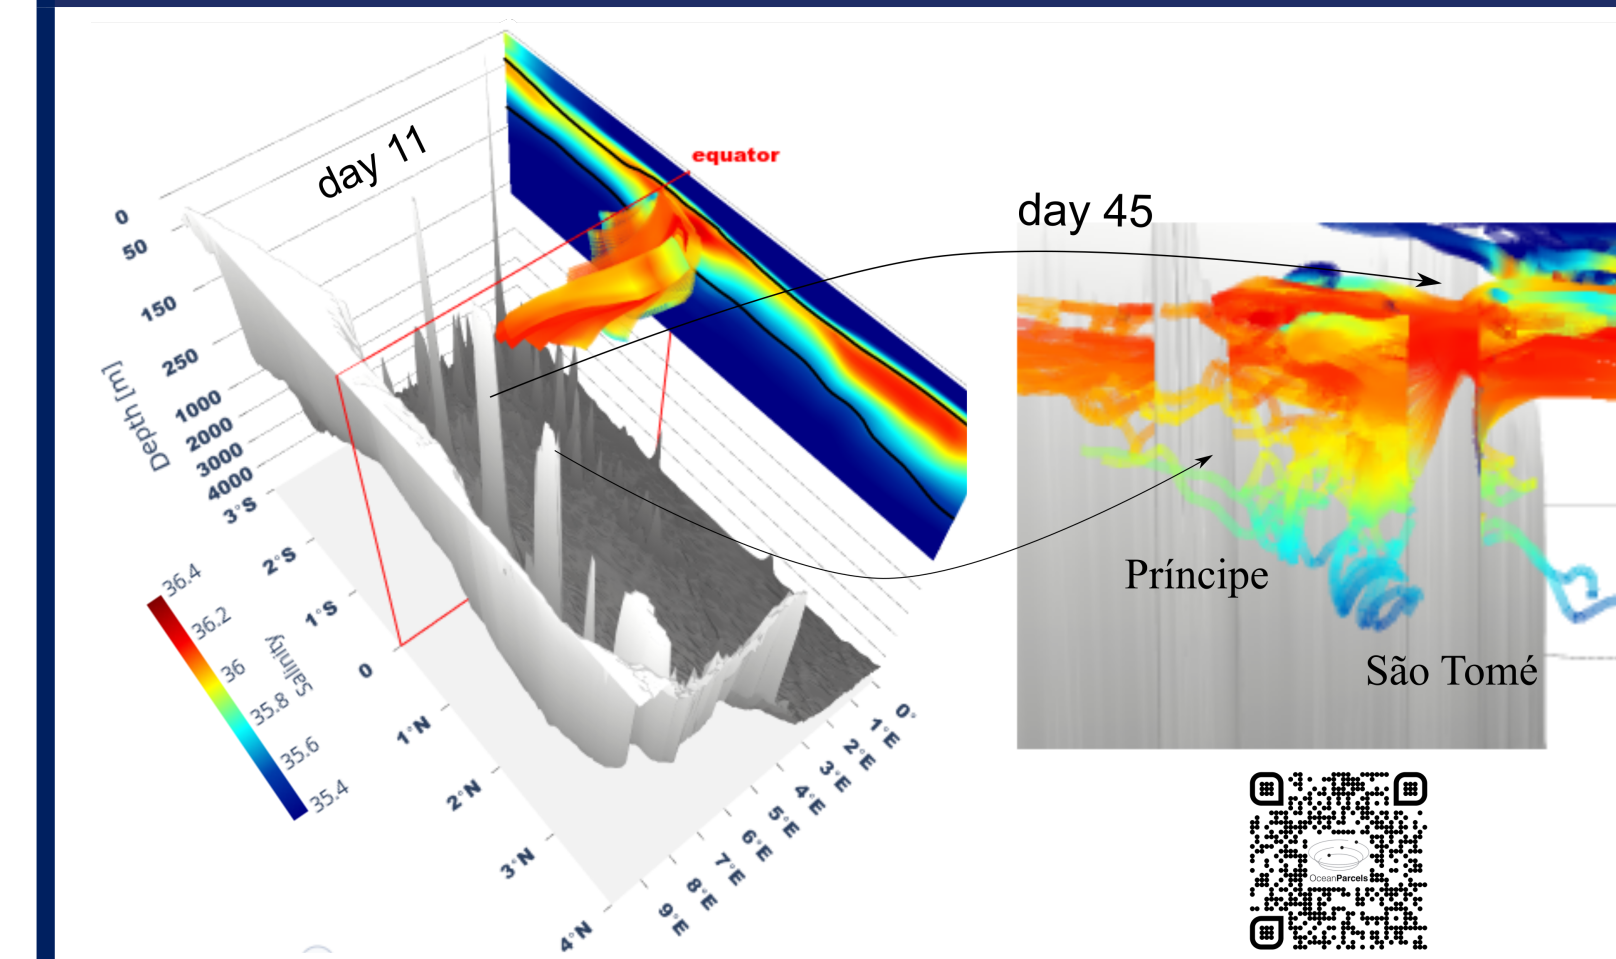 day 11
equator
0
50
150
250
1000
2000
3000
4000
Depth [m]
3°S
2°S
1°S
0
1°N
2°N
3°N
4°N
0°
1°E
2°E
3°E
4°E
5°E
6°E
7°E
8°E
9°E
36.4
36.2
36
35.8
35.6
35.4
Salinity
day 45
Príncipe
São Tomé
OceanParcels